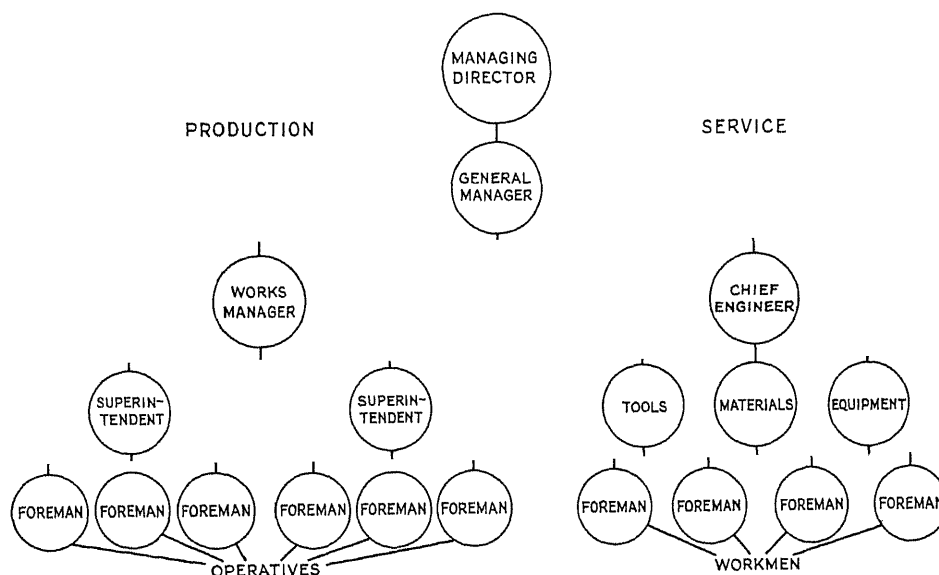 MANAGING
DIRECTOR
PRODUCTION
SERVICE
GENERAL
MANAGER
WORKS
MANAGER
CHIEF
ENGINEER
SUPERIN-
TENDENT
SUPERIN-
TENDENT
TOOLS
MATERIALS
EQUIPMENT
FOREMAN
FOREMAN
FOREMAN
FOREMAN
FOREMAN
FOREMAN
FOREMAN
FOREMAN
FOREMAN
FOREMAN
OPERATIVES
WORKMEN